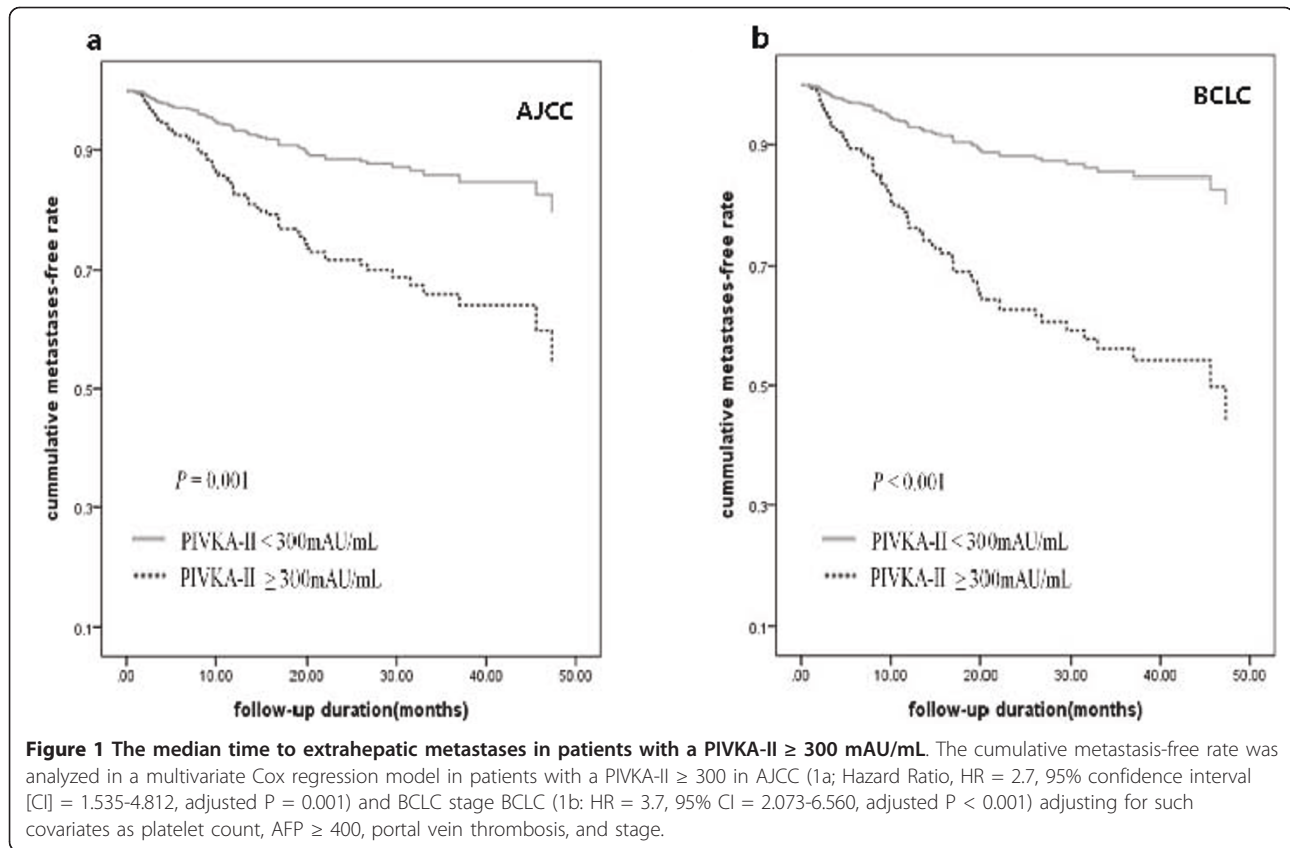 a
AJCC
cummulative metastases-free rate
0.9
0.7
0.5
0.3
0.1
P = 0.001
PIVKA-II < 300mAU/mL
PIVKA-II ≥ 300mAU/mL
.00 10.00 20.00 30.00 40.00 50.00
follow-up duration(months)
b
BCLC
cummulative metastases-free rate
0.9
0.7
0.5
0.3
0.1
P < 0.001
PIVKA-II < 300mAU/mL
PIVKA-II ≥ 300mAU/mL
.00 10.00 20.00 30.00 40.00 50.00
follow-up duration(months)
Figure 1 The median time to extrahepatic metastases in patients with a PIVKA-II ≥ 300 mAU/mL. The cumulative metastasis-free rate was
analyzed in a multivariate Cox regression model in patients with a PIVKA-II ≥ 300 in AJCC (1a; Hazard Ratio, HR = 2.7, 95% confidence interval
[CI] = 1.535-4.812, adjusted P = 0.001) and BCLC stage BCLC (1b: HR = 3.7, 95% CI = 2.073-6.560, adjusted P < 0.001) adjusting for such
covariates as platelet count, AFP ≥ 400, portal vein thrombosis, and stage.